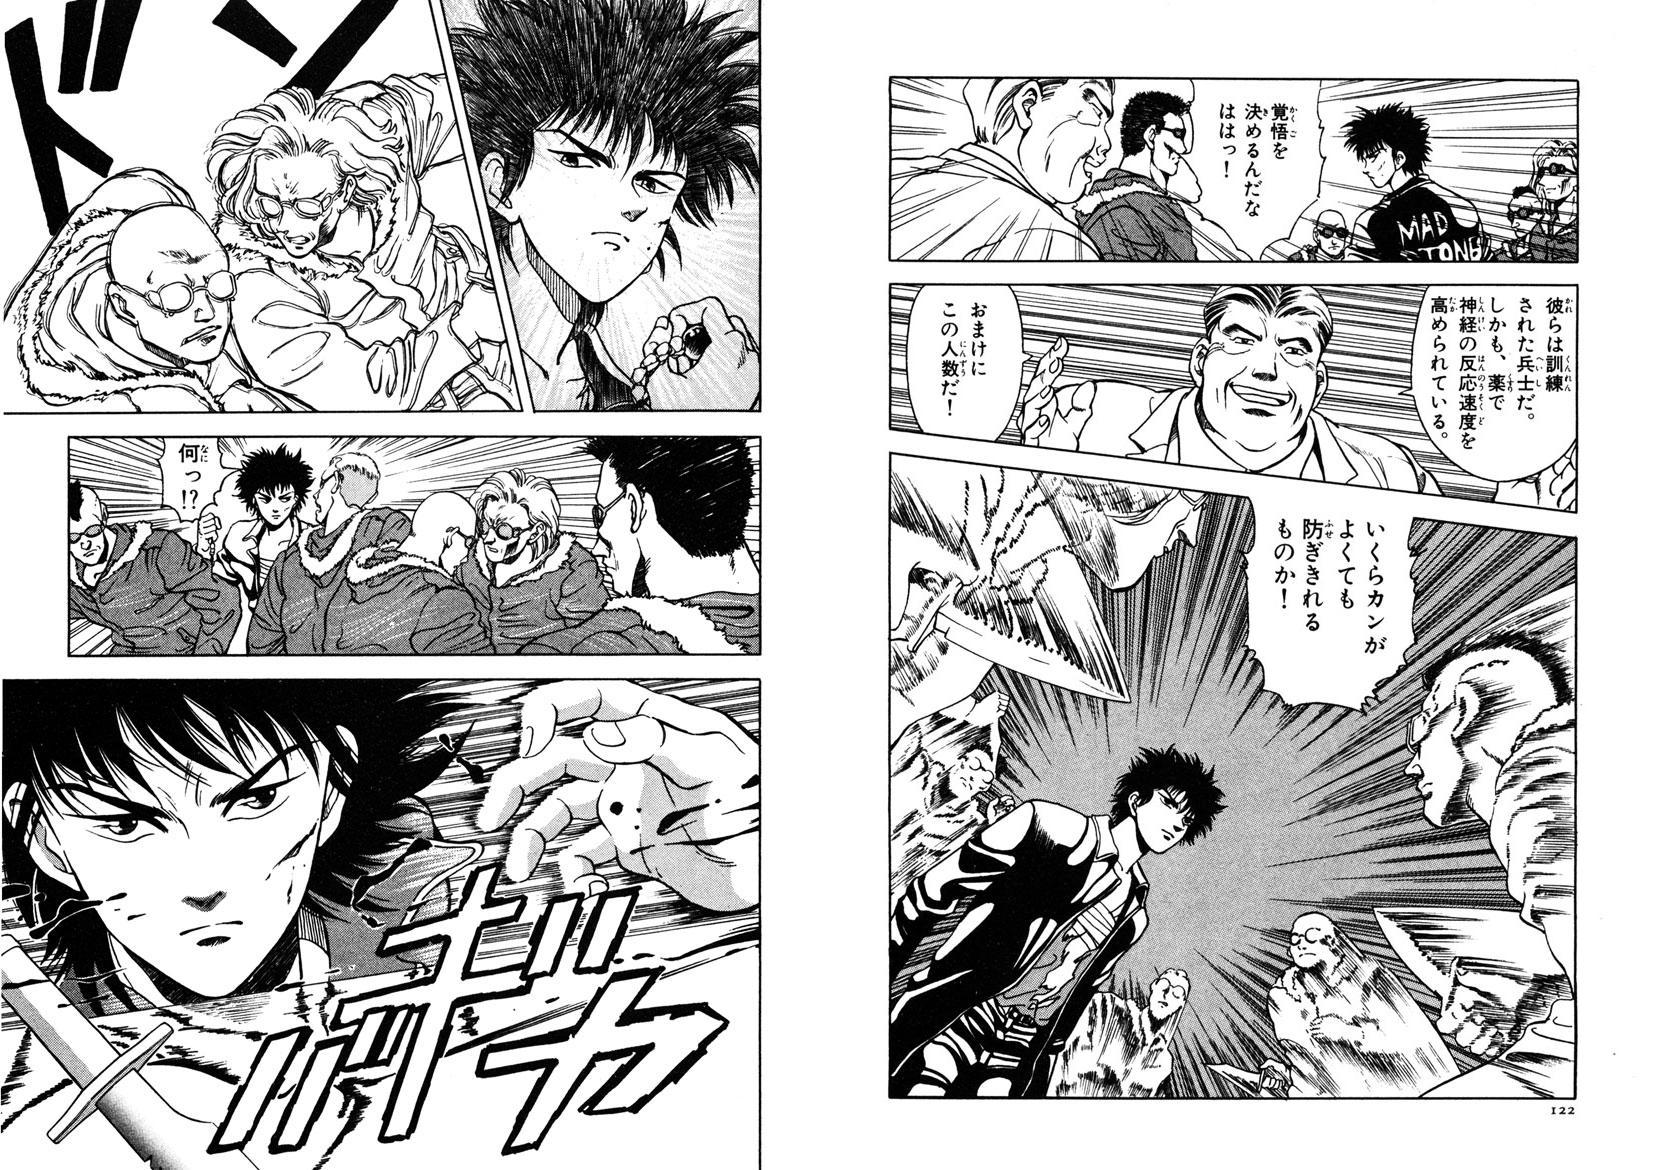 覚悟を
決めるんだな
ははっ！
MAD
TONG
彼らは訓練
された兵士だ。
しかも、薬で
神経の反応速度を
高められている。
おまけに
この人数だ！
いくらカンが
よくても
防ぎきれる
ものか！
122
ドン
何っ!?